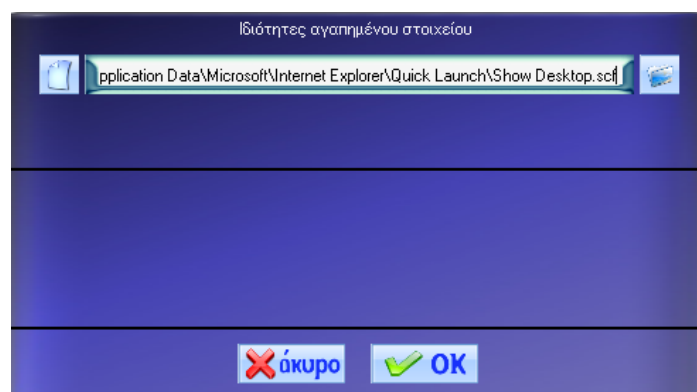 Ιδιότητες αγαπημένου στοιχείου
pplication Data\Microsoft\Internet Explorer\Quick Launch\Show Desktop.scf
άκυρο OK